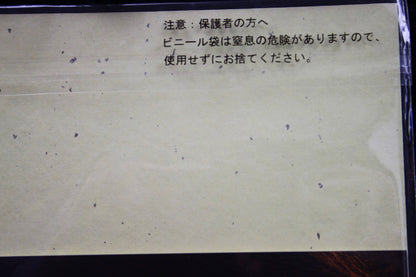 注意：保護者の方へ
ビニール袋は窒息の危険がありますので、
使用せずにお捨てください。